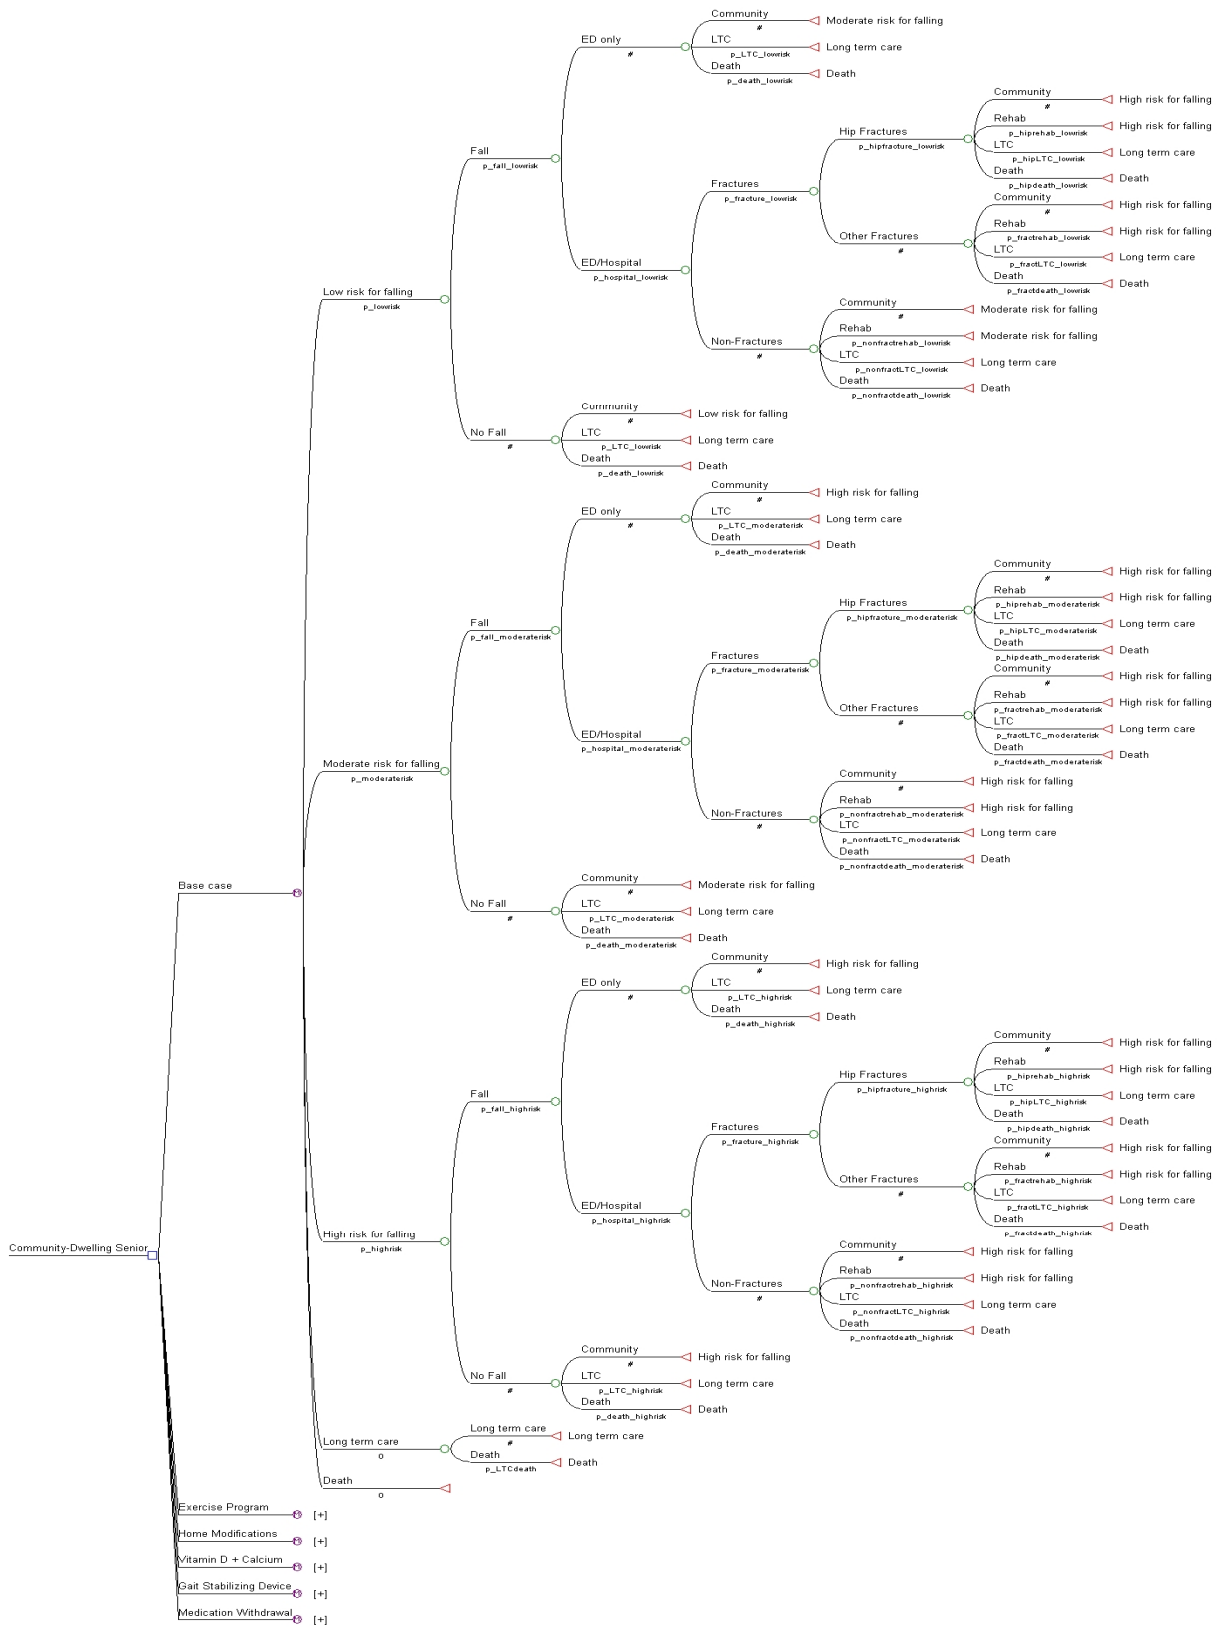 Community
#
Moderate risk for falling
ED only
#
LTC
p_LTC_lowrisk
Long term care
Death
p_death_lowrisk
Death
Fall
p_fall_lowrisk
Community
#
High risk for falling
Hip Fractures
p_hipfracture_lowrisk
Rehab
p_hiprehab_lowrisk
High risk for falling
LTC
p_hipLTC_lowrisk
Long term care
Death
p_hipdeath_lowrisk
Death
Fractures
p_fracture_lowrisk
Community
#
High risk for falling
Other Fractures
#
Rehab
p_fractrehab_lowrisk
High risk for falling
LTC
p_fractLTC_lowrisk
Long term care
Death
p_fractdeath_lowrisk
Death
ED/Hospital
p_hospital_lowrisk
Low risk for falling
p_lowrisk
Community
#
Moderate risk for falling
Non-Fractures
#
Rehab
p_nonfractrehab_lowrisk
Moderate risk for falling
LTC
p_nonfractLTC_lowrisk
Long term care
Death
p_nonfractdeath_lowrisk
Death
Community
#
Low risk for falling
No Fall
#
LTC
p_LTC_lowrisk
Long term care
Death
p_death_lowrisk
Death
Community
#
High risk for falling
ED only
#
LTC
p_LTC_moderaterisk
Long term care
Death
p_death_moderaterisk
Death
Fall
p_fall_moderaterisk
Community
#
High risk for falling
Hip Fractures
p_hipfracture_moderaterisk
Rehab
p_hiprehab_moderaterisk
High risk for falling
LTC
p_hipLTC_moderaterisk
Long term care
Death
p_hipdeath_moderaterisk
Death
Fractures
p_fracture_moderaterisk
Community
#
High risk for falling
Other Fractures
#
Rehab
p_fractrehab_moderaterisk
High risk for falling
LTC
p_fractLTC_moderaterisk
Long term care
Death
p_fractdeath_moderaterisk
Death
ED/Hospital
p_hospital_moderaterisk
Moderate risk for falling
p_moderaterisk
Community
#
High risk for falling
Non-Fractures
#
Rehab
p_nonfractrehab_moderaterisk
High risk for falling
LTC
p_nonfractLTC_moderaterisk
Long term care
Death
p_nonfractdeath_moderaterisk
Death
Base case
M
Community
#
Moderate risk for falling
No Fall
#
LTC
p_LTC_moderaterisk
Long term care
Death
p_death_moderaterisk
Death
Community
#
High risk for falling
ED only
#
LTC
p_LTC_highrisk
Long term care
Death
p_death_highrisk
Death
Fall
p_fall_highrisk
Community
#
High risk for falling
Hip Fractures
p_hipfracture_highrisk
Rehab
p_hiprehab_highrisk
High risk for falling
LTC
p_hipLTC_highrisk
Long term care
Death
p_hipdeath_highrisk
Death
Fractures
p_fracture_highrisk
Community
#
High risk for falling
Other Fractures
#
Rehab
p_fractrehab_highrisk
High risk for falling
LTC
p_fractLTC_highrisk
Long term care
Death
p_fractdeath_highrisk
Death
ED/Hospital
p_hospital_highrisk
High risk for falling
p_highrisk
Community-Dwelling Senior
Community
#
High risk for falling
Non-Fractures
#
Rehab
p_nonfractrehab_highrisk
High risk for falling
LTC
p_nonfractLTC_highrisk
Long term care
Death
p_nonfractdeath_highrisk
Death
Community
#
High risk for falling
No Fall
#
LTC
p_LTC_highrisk
Long term care
Death
p_death_highrisk
Death
Long term care
0
Long term care
#
Long term care
Death
p_LTCdeath
Death
Death
0
Exercise Program M [+]
Home Modifications M [+]
Vitamin D + Calcium M [+]
Gait Stabilizing Device M [+]
Medication Withdrawal M [+]